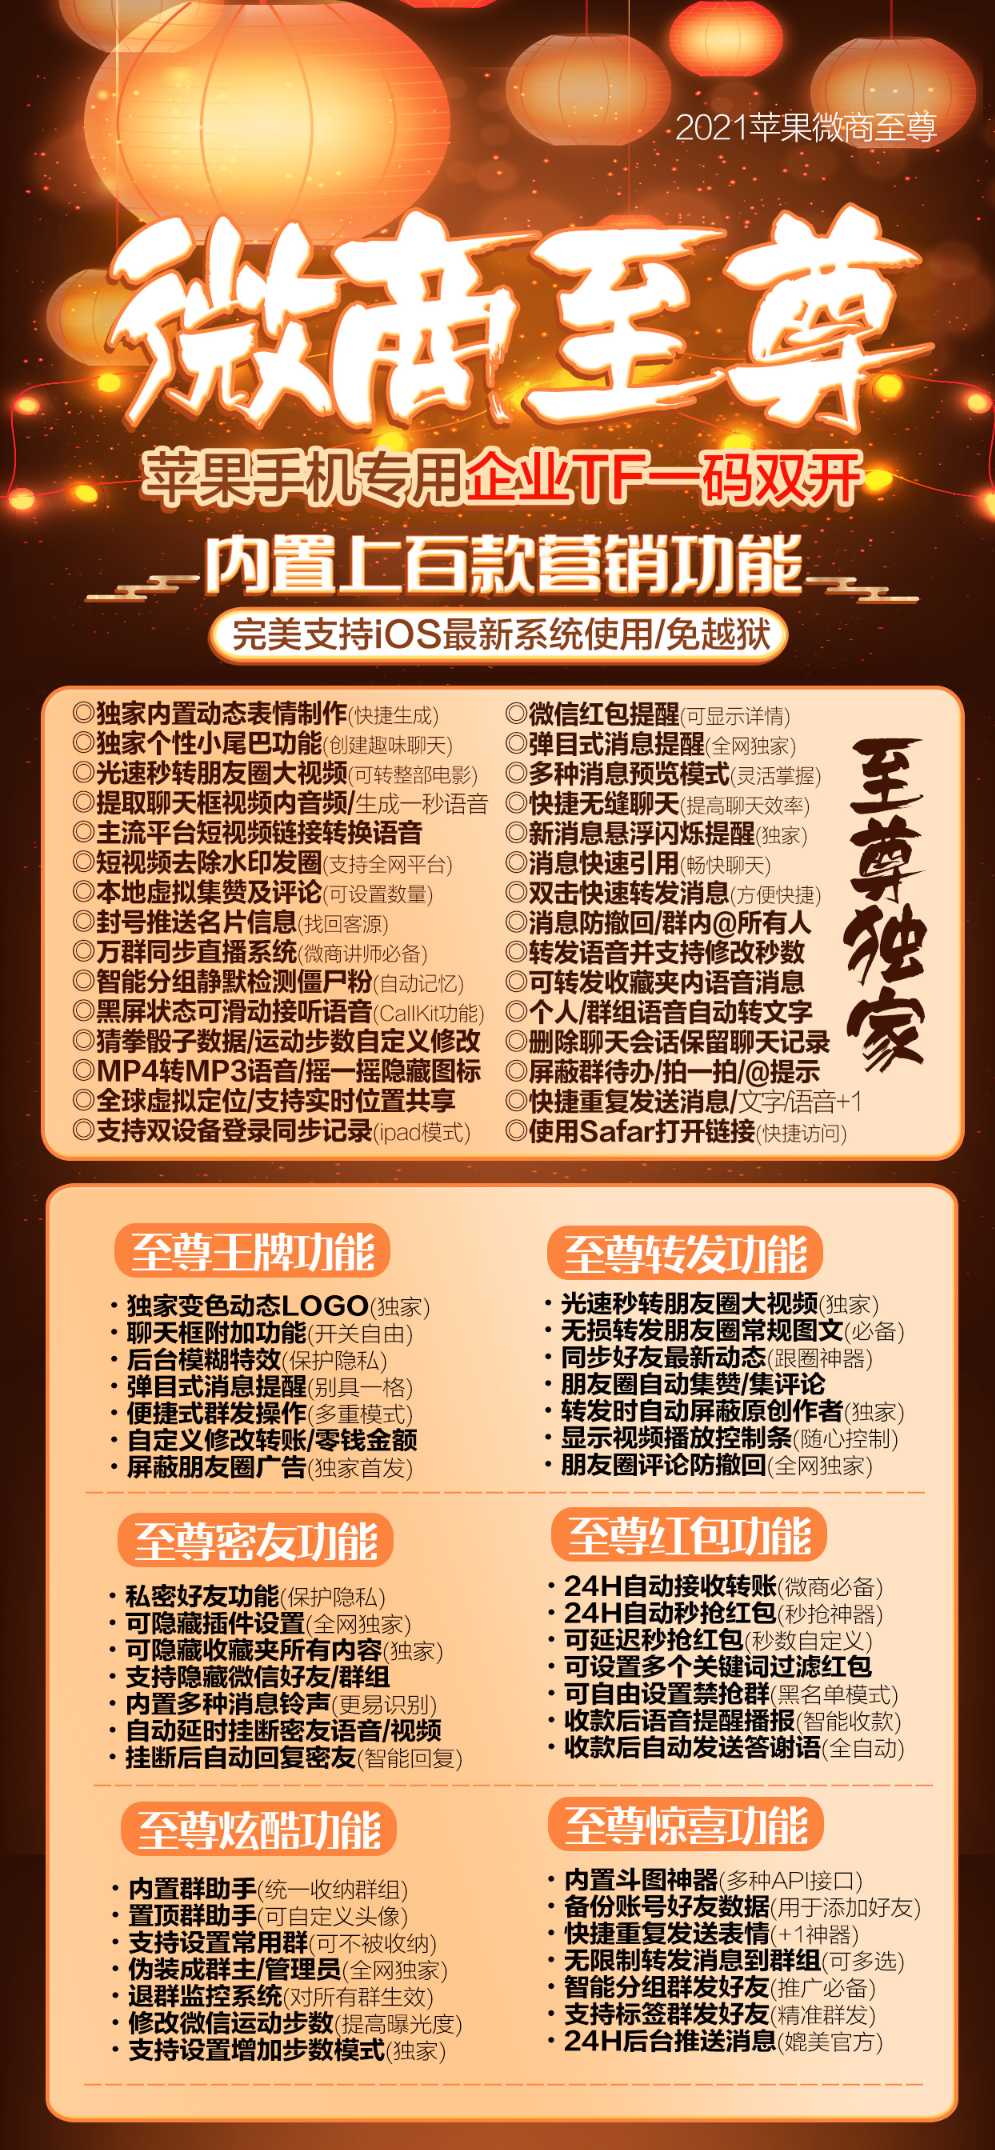 2021苹果微商至尊
微商至尊
苹果手机专用企业TF一码双开
内置上百款营销功能
完美支持iOS最新系统使用/免越狱
◎独家内置动态表情制作(快捷生成)
◎独家个性小尾巴功能(创建趣味聊天)
◎光速秒转朋友圈大视频(可转整部电影)
◎提取聊天框视频内音频/生成一秒语音
◎主流平台短视频链接转换语音
◎短视频去除水印发圈(支持全网平台)
◎本地虚拟集赞及评论(可设置数量)
◎封号推送名片信息(找回客源)
◎万群同步直播系统(微商讲师必备)
◎智能分组静默检测僵尸粉(自动记忆)
◎黑屏状态可滑动接听语音(CallKit功能)
◎猜拳骰子数据/运动步数自定义修改
◎MP4转MP3语音/摇一摇隐藏图标
◎全球虚拟定位/支持实时位置共享
◎支持双设备登录同步记录(ipad模式)
◎微信红包提醒(可显示详情)
◎弹目式消息提醒(全网独家)
◎多种消息预览模式(灵活掌握)
◎快捷无缝聊天(提高聊天效率)
◎新消息悬浮闪烁提醒(独家)
◎消息快速引用(畅快聊天)
◎双击快速转发消息(方便快捷)
◎消息防撤回/群内@所有人
◎转发语音并支持修改秒数
◎可转发收藏夹内语音消息
◎个人/群组语音自动转文字
◎删除聊天会话保留聊天记录
◎屏蔽群待办/拍一拍/@提示
◎快捷重复发送消息/文字/语音+1
◎使用Safar打开链接(快捷访问)
至尊独家
至尊王牌功能
·独家变色动态LOGO(独家)
·聊天框附加功能(开关自由)
·后台模糊特效(保护隐私)
·弹目式消息提醒(别具一格)
·便捷式群发操作(多重模式)
·自定义修改转账/零钱金额
·屏蔽朋友圈广告(独家首发)
至尊转发功能
·光速秒转朋友圈大视频(独家)
·无损转发朋友圈常规图文(必备)
·同步好友最新动态(跟圈神器)
·朋友圈自动集赞/集评论
·转发时自动屏蔽原创作者(独家)
·显示视频播放控制条(随心控制)
·朋友圈评论防撤回(全网独家)
至尊密友功能
·私密好友功能(保护隐私)
·可隐藏插件设置(全网独家)
·可隐藏收藏夹所有内容(独家)
·支持隐藏微信好友/群组
·内置多种消息铃声(更易识别)
·自动延时挂断密友语音/视频
·挂断后自动回复密友(智能回复)
至尊红包功能
·24H自动接收转账(微商必备)
·24H自动秒抢红包(秒抢神器)
·可延迟秒抢红包(秒数自定义)
·可设置多个关键词过滤红包
·可自由设置禁抢群(黑名单模式)
·收款后语音提醒播报(智能收款)
·收款后自动发送答谢语(全自动)
至尊炫酷功能
·内置群助手(统一收纳群组)
·置顶群助手(可自定义头像)
·支持设置常用群(可不被收纳)
·伪装成群主/管理员(全网独家)
·退群监控系统(对所有群生效)
·修改微信运动步数(提高曝光度)
·支持设置增加步数模式(独家)
至尊惊喜功能
·内置斗图神器(多种API接口)
·备份账号好友数据(用于添加好友)
·快捷重复发送表情(+1神器)
·无限制转发消息到群组(可多选)
·智能分组群发好友(推广必备)
·支持标签群发好友(精准群发)
·24H后台推送消息(媲美官方)